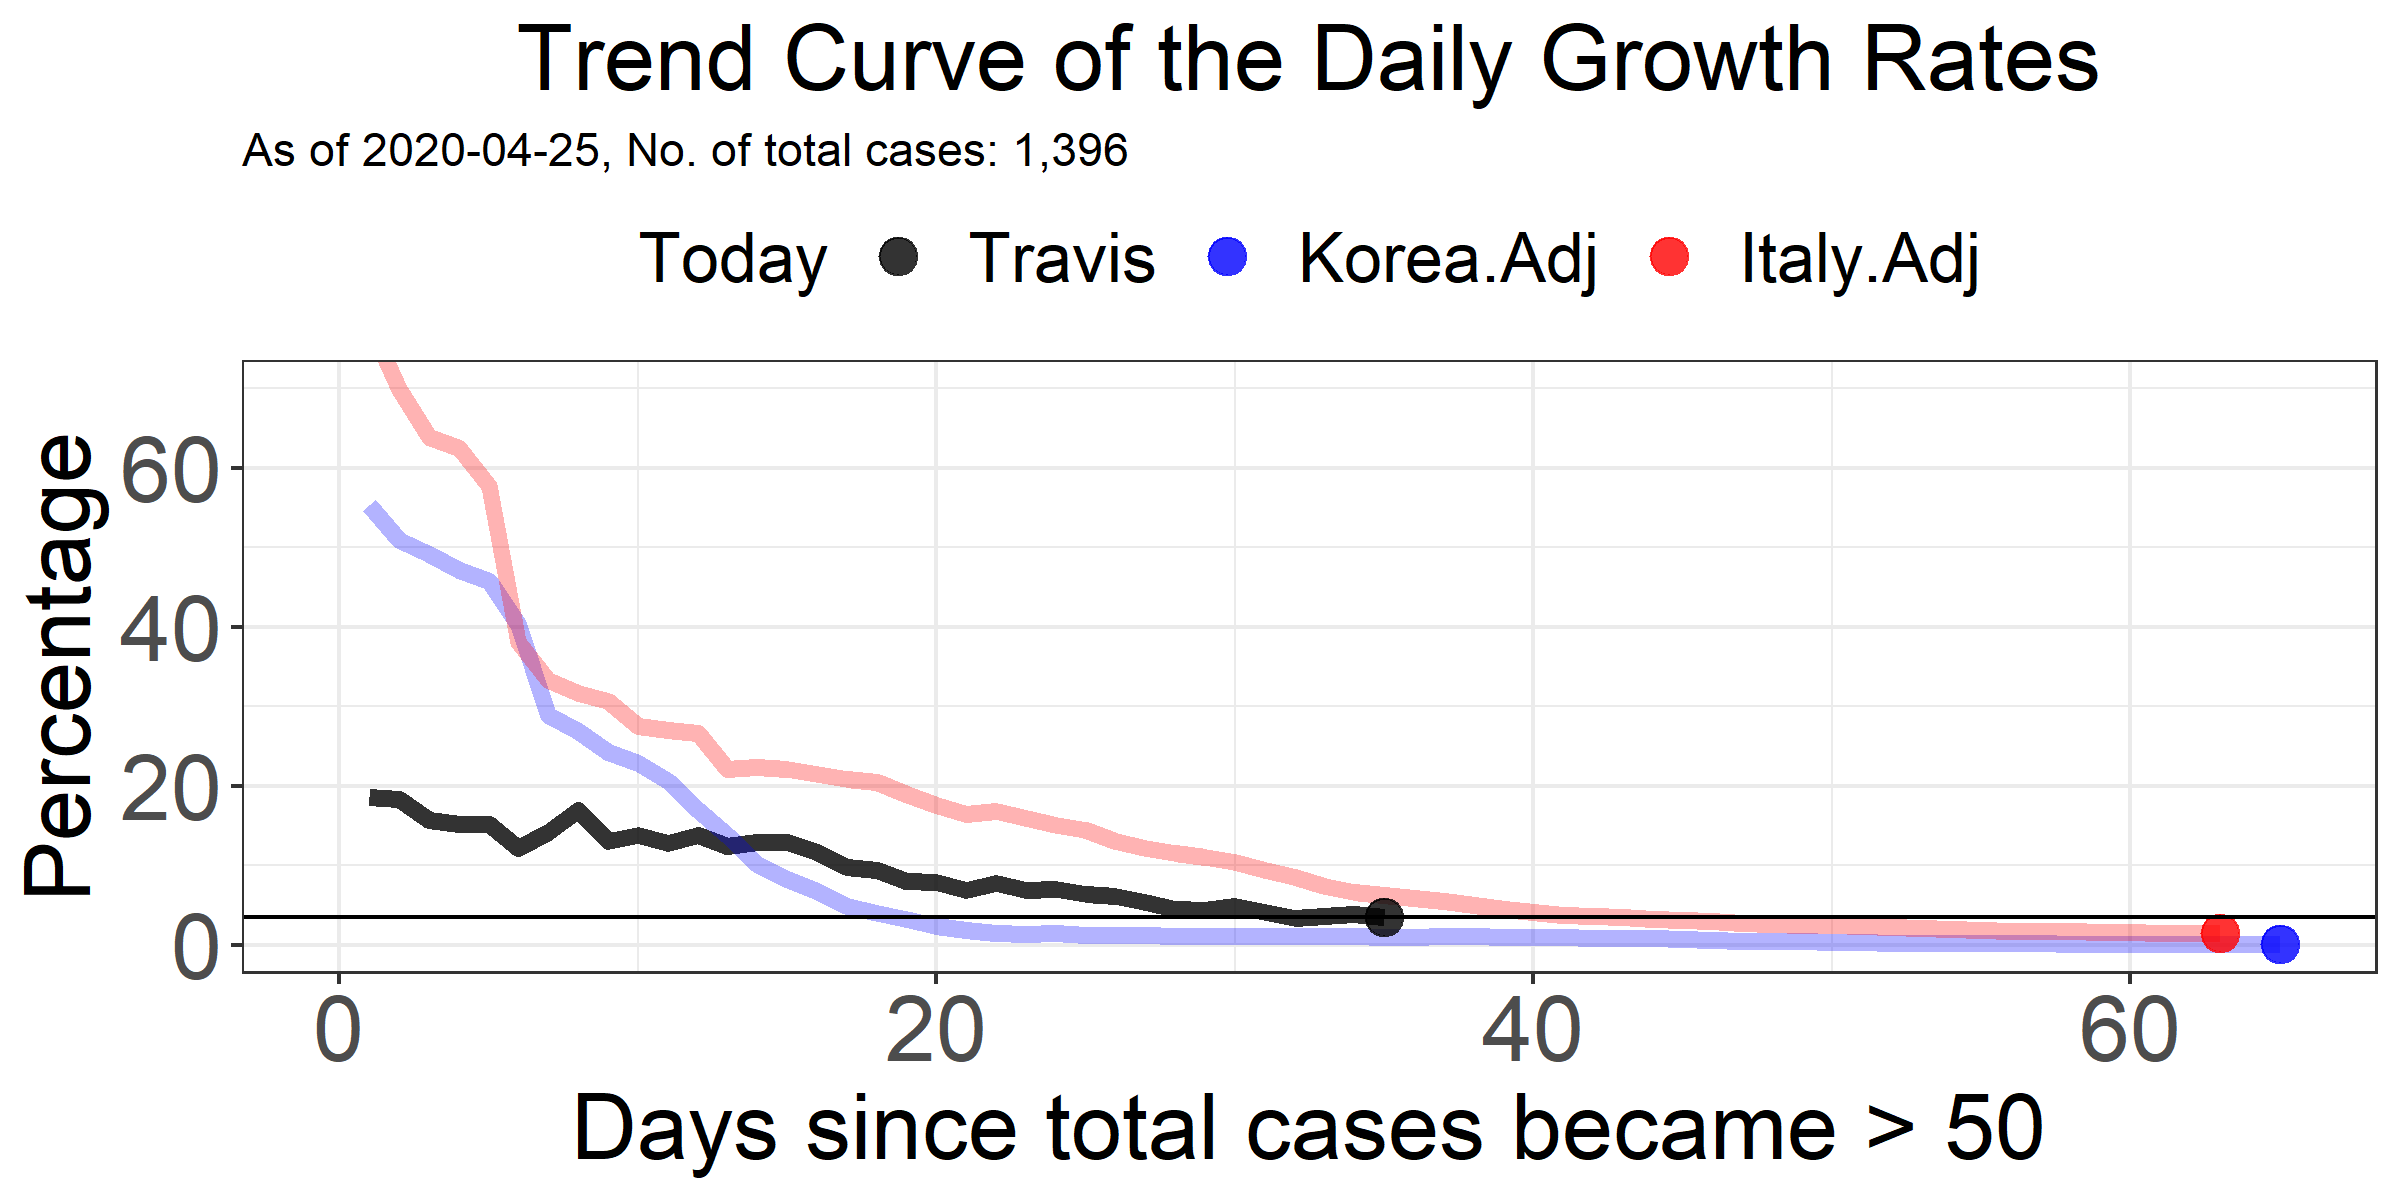 Trend Curve of the Daily Growth Rates
As of 2020-04-25, No. of total cases: 1,396
Today Travis Korea.Adj Italy.Adj
Percentage
60
40
20
0
0 20 40 60
Days since total cases became > 50